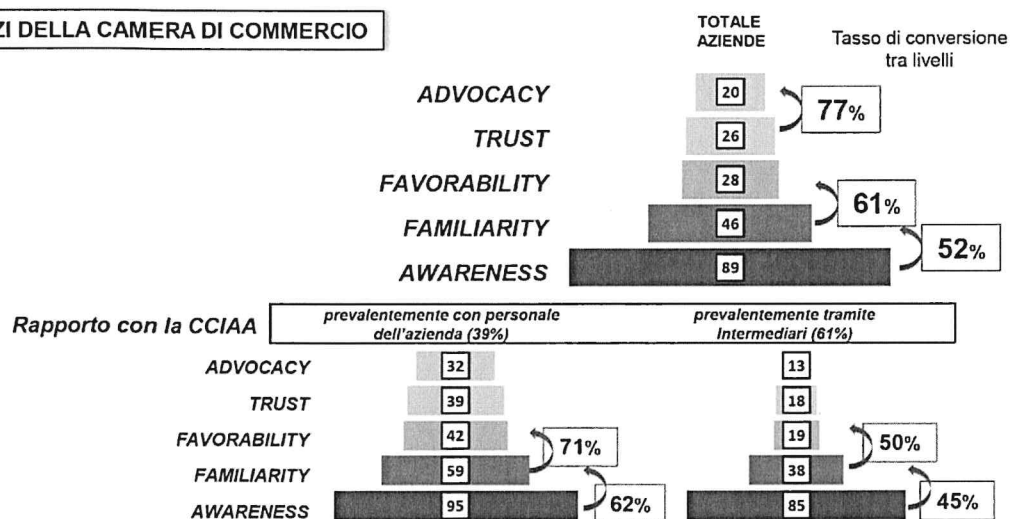 ZI DELLA CAMERA DI COMMERCIO
TOTALE
AZIENDE
Tasso di conversione
tra livelli
ADVOCACY 20
77%
TRUST 26
FAVORABILITY 28
61%
FAMILIARITY 46
52%
AWARENESS 89
Rapporto con la CCIAA
prevalentemente con personale
dell'azienda (39%)
prevalentemente tramite
Intermediari (61%)
ADVOCACY 32 13
TRUST 39 18
FAVORABILITY 42 19
71% 50%
FAMILIARITY 59 38
62% 45%
AWARENESS 95 85